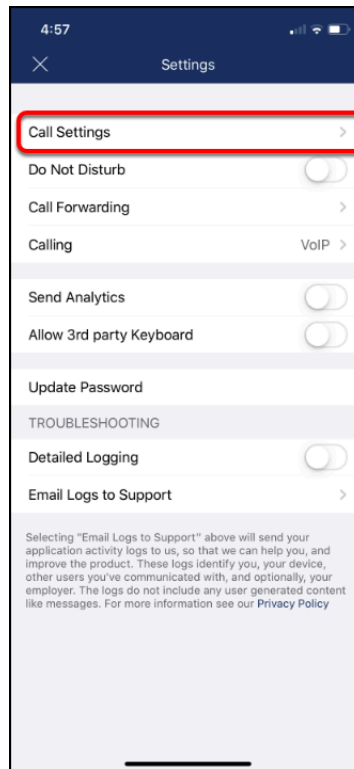 4:57
Settings
Call Settings
Do Not Disturb
Call Forwarding
Calling VoIP
Send Analytics
Allow 3rd party Keyboard
Update Password
TROUBLESHOOTING
Detailed Logging
Email Logs to Support
Selecting "Email Logs to Support" above will send your
application activity logs to us, so that we can help you, and
improve the product. These logs identify you, your device,
other users you've communicated with, and optionally, your
employer. The logs do not include any user generated content
like messages. For more information see our Privacy Policy